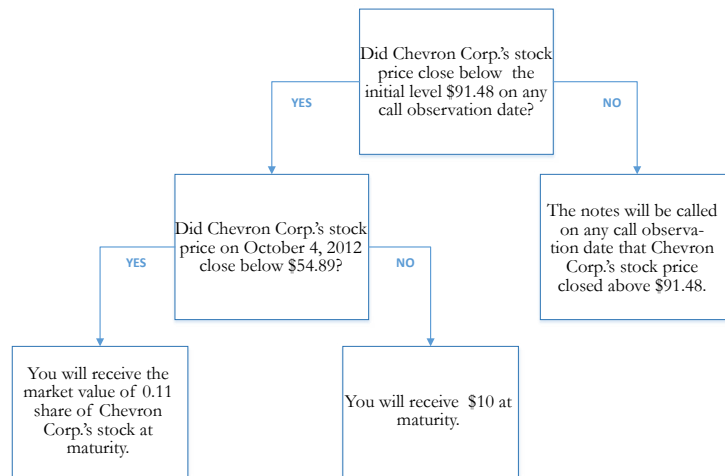 Did Chevron Corp.'s stock
price close below the
initial level $91.48 on any
call observation date?
YES
NO
Did Chevron Corp.'s stock
price on October 4, 2012
close below $54.89?
The notes will be called
on any call observa-
tion date that Chevron
Corp.'s stock price
closed above $91.48.
YES
NO
You will receive the
market value of 0.11
share of Chevron
Corp.'s stock at
maturity.
You will receive $10 at
maturity.